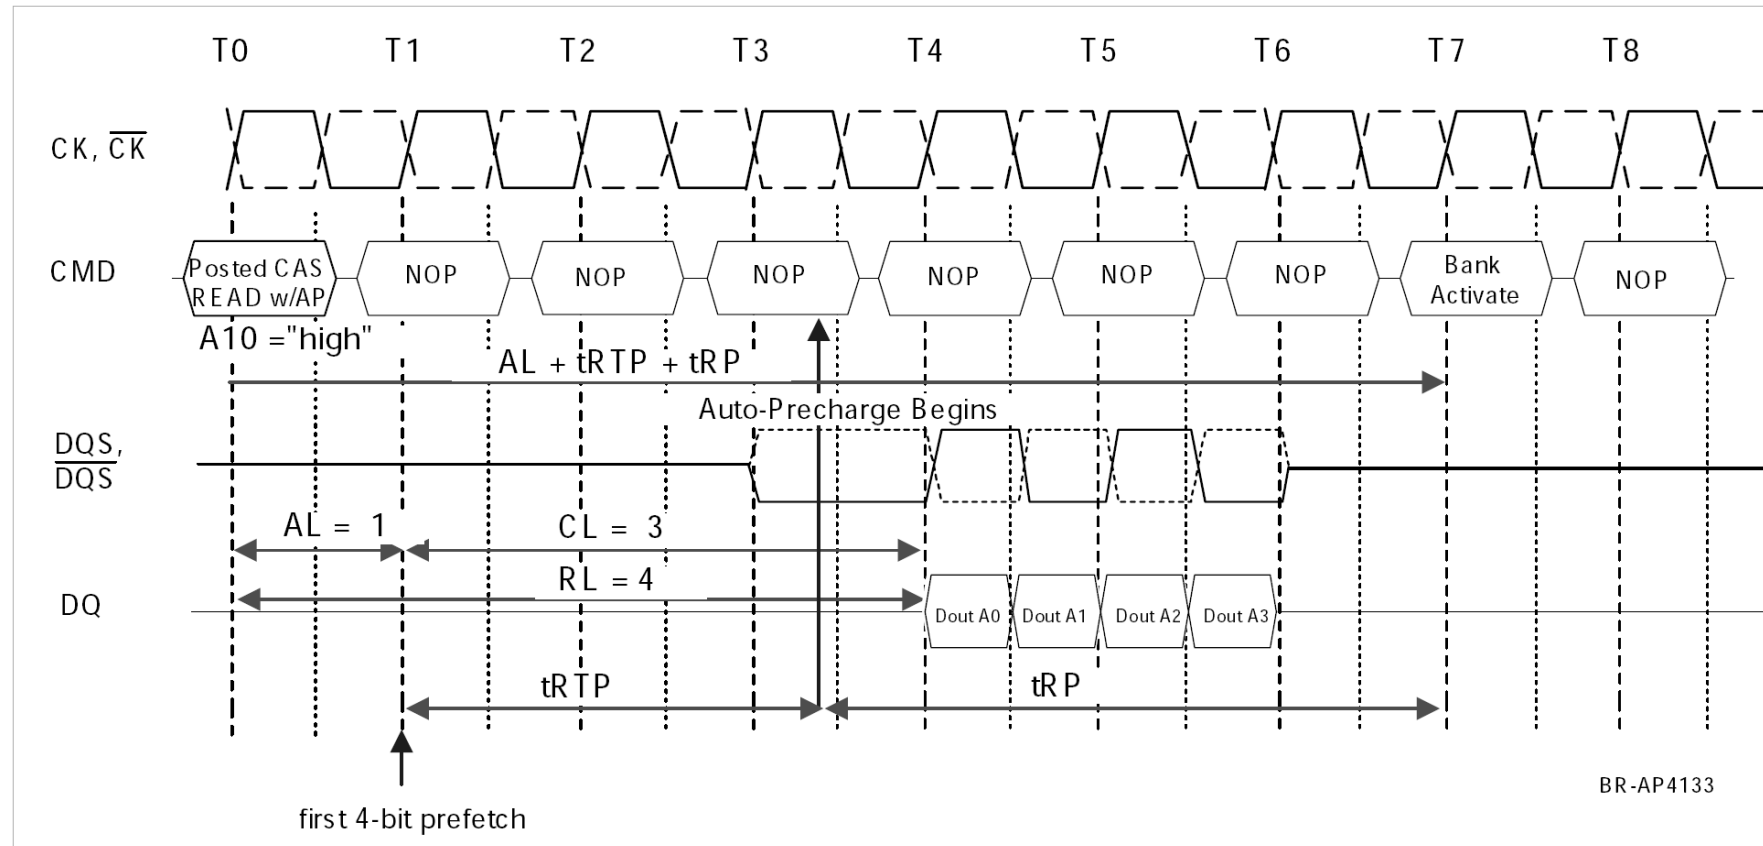 T0 T1 T2 T3 T4 T5 T6 T7 T8
CK, CK
CMD
Posted CAS
READ w/AP
NOP
NOP
NOP
NOP
NOP
NOP
Bank
Activate
NOP
A10 ="high"
AL + tRTP + tRP
Auto-Precharge Begins
DQS,
DQS
AL = 1
CL = 3
RL = 4
DQ
Dout A0
Dout A1
Dout A2
Dout A3
tRTP
tRP
BR-AP4133
first 4-bit prefetch